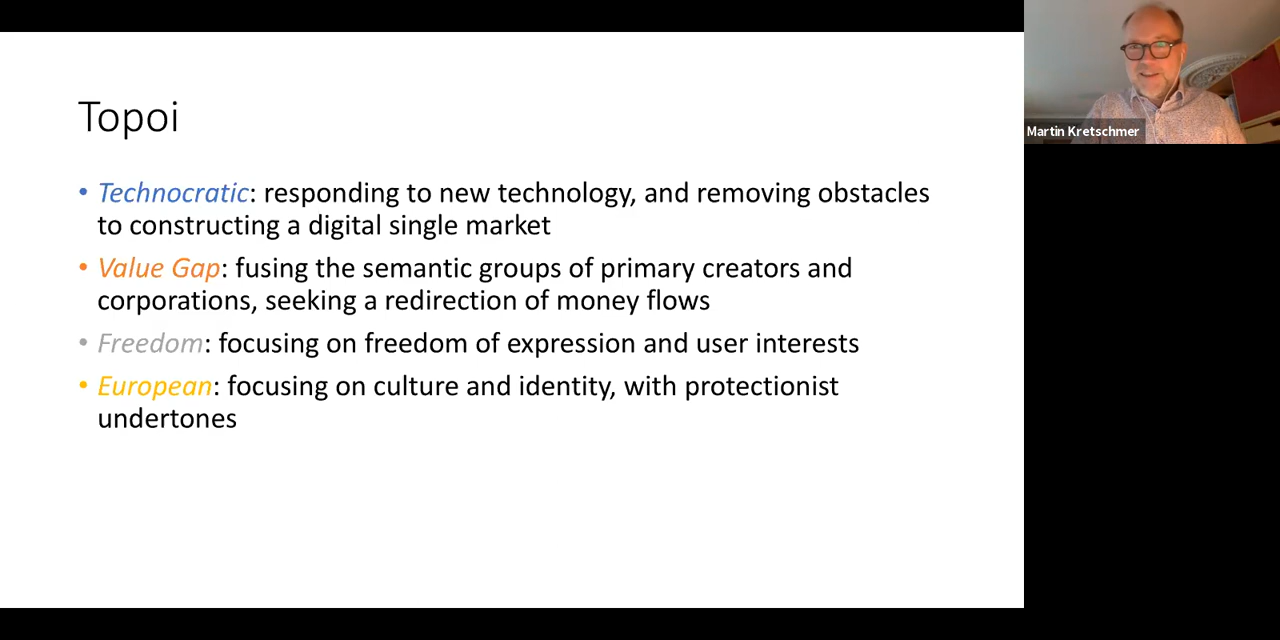 Topoi
• Technocratic: responding to new technology, and removing obstacles
to constructing a digital single market
• Value Gap: fusing the semantic groups of primary creators and
corporations, seeking a redirection of money flows
• Freedom: focusing on freedom of expression and user interests
• European: focusing on culture and identity, with protectionist
undertones
Martin Kretschmer